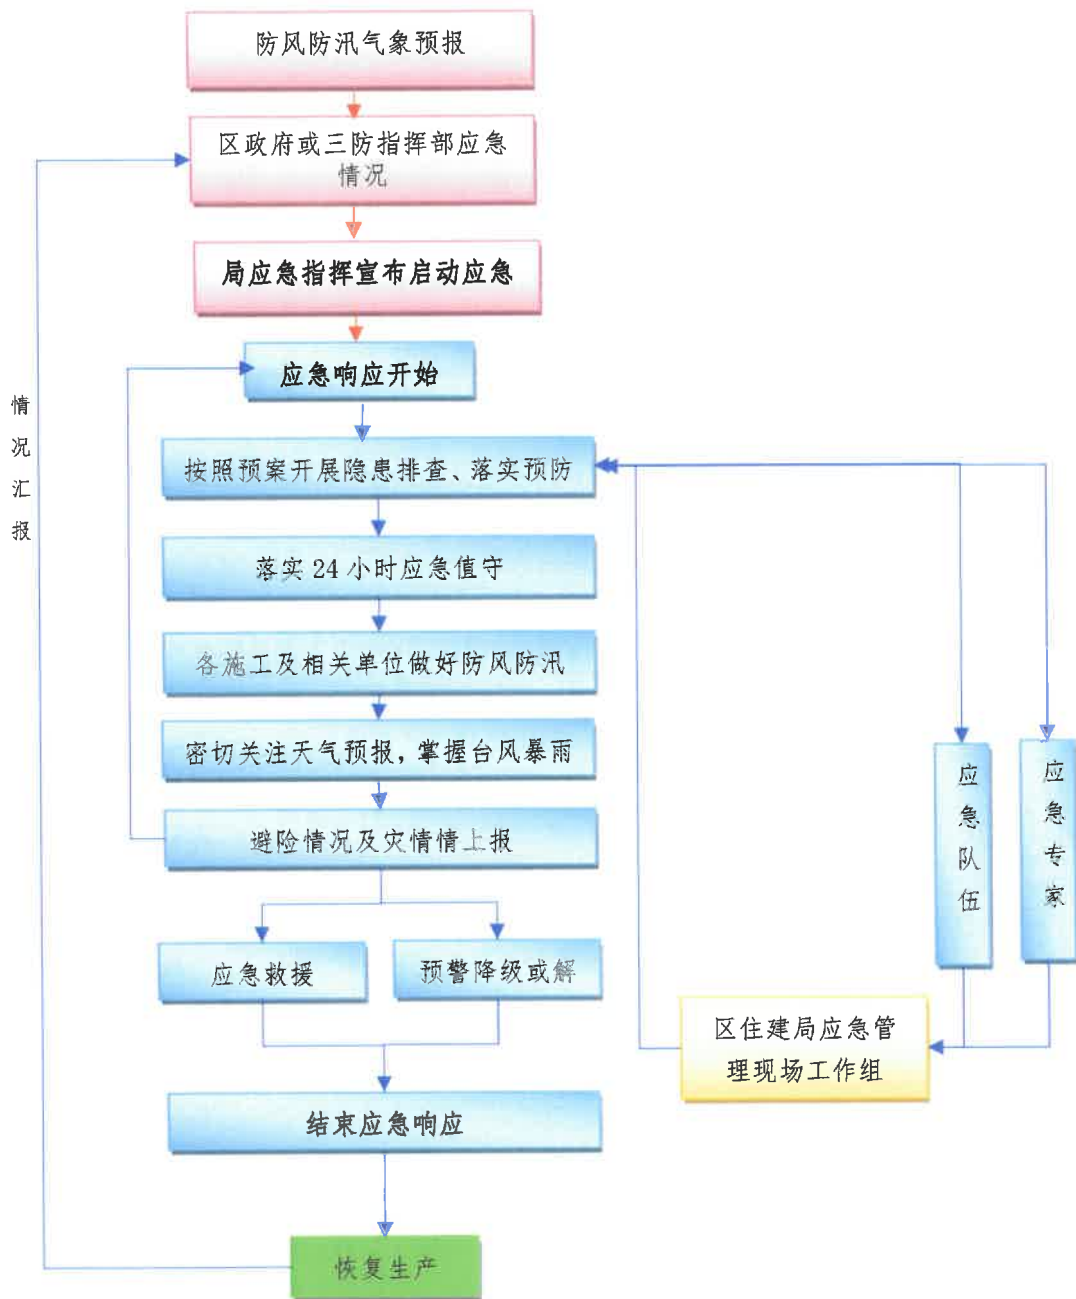 防风防汛气象预报
区政府或三防指挥部应急
情况
局应急指挥宣布启动应急
应急响应开始
情况汇报
按照预案开展隐患排查、落实预防
落实24小时应急值守
各施工及相关单位做好防风防汛
密切关注天气预报，掌握台风暴雨
避险情况及灾情情上报
应急队伍
应急专家
应急救援
预警降级或解
区住建局应急管
理现场工作组
结束应急响应
恢复生产